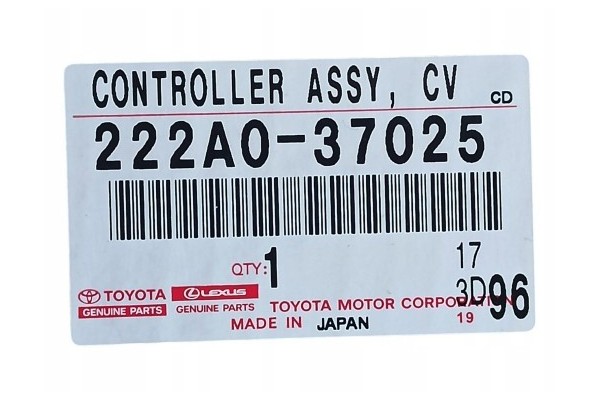 CONTROLLER ASSY, CV CD
222A0-37025
QTY:1 17
3D96
TOYOTA LEXUS
GENUINE PARTS GENUINE PARTS
TOYOTA MOTOR CORPORATION
MADE IN JAPAN 19